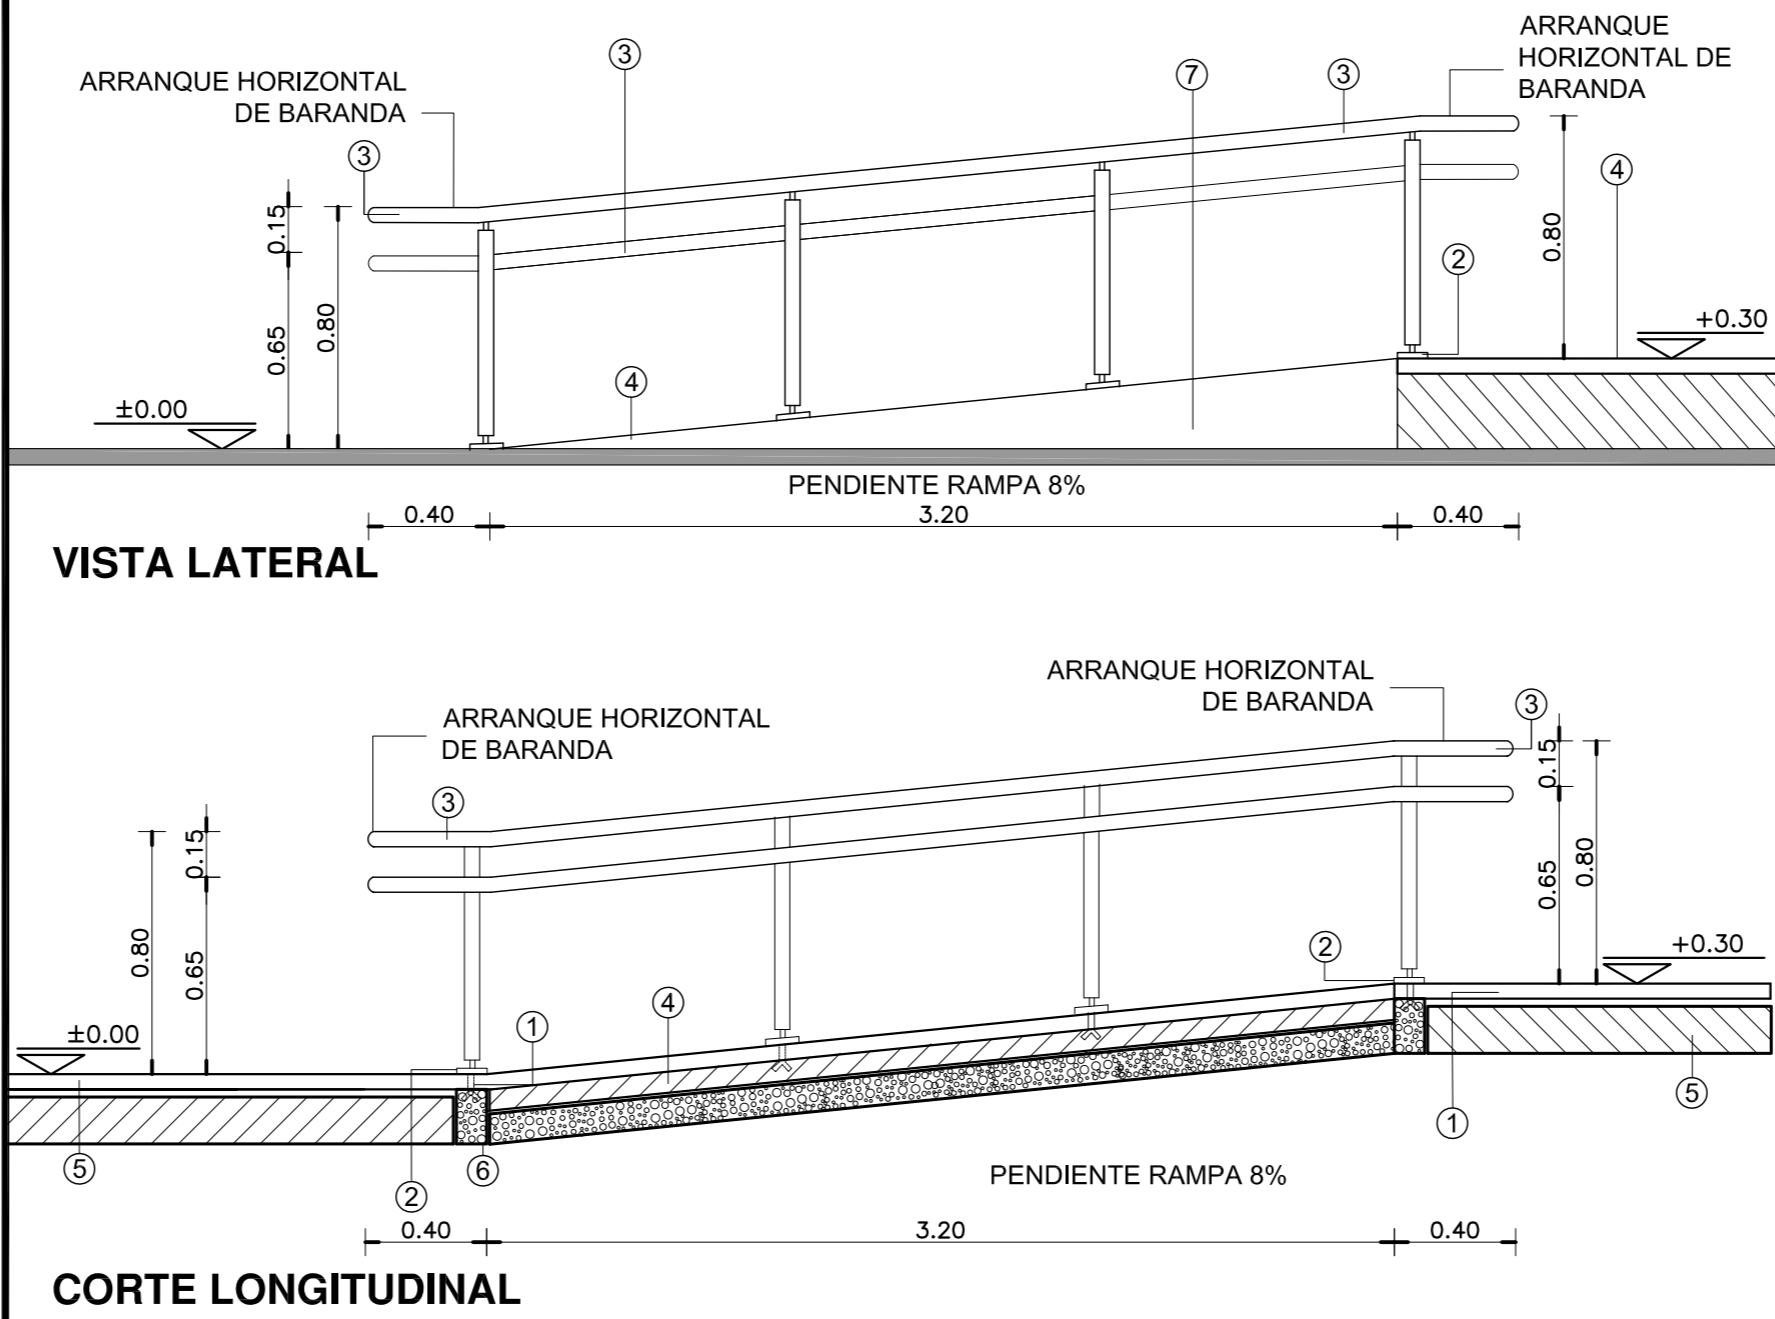 ARRANQUE HORIZONTAL
DE BARANDA
3
7
3
ARRANQUE
HORIZONTAL DE
BARANDA
3
4
0.15
0.80
0.65
0.80
2
+0.30
±0.00
4
PENDIENTE RAMPA 8%
0.40
3.20
0.40
VISTA LATERAL
ARRANQUE HORIZONTAL
DE BARANDA
ARRANQUE HORIZONTAL
DE BARANDA
3
3
0.15
0.15
0.80
0.65
0.65
0.80
2
+0.30
±0.00
1
4
1
2
5
6
5
1
PENDIENTE RAMPA 8%
0.40
3.20
0.40
CORTE LONGITUDINAL